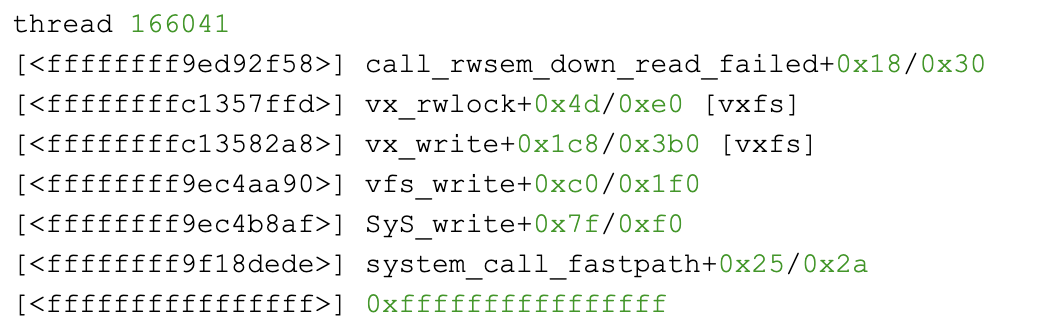 thread 166041
[<ffffffff9ed92f58>] call_rwsem_down_read_failed+0x18/0x30
[<ffffffffc1357ffd>] vx_rwlock+0x4d/0xe0 [vxfs]
[<ffffffffc13582a8>] vx_write+0x1c8/0x3b0 [vxfs]
[<ffffffff9ec4aa90>] vfs_write+0xc0/0x1f0
[<ffffffff9ec4b8af>] SyS_write+0x7f/0xf0
[<ffffffff9f18dede>] system_call_fastpath+0x25/0x2a
[<ffffffffffffffff>] 0xffffffffffffffff